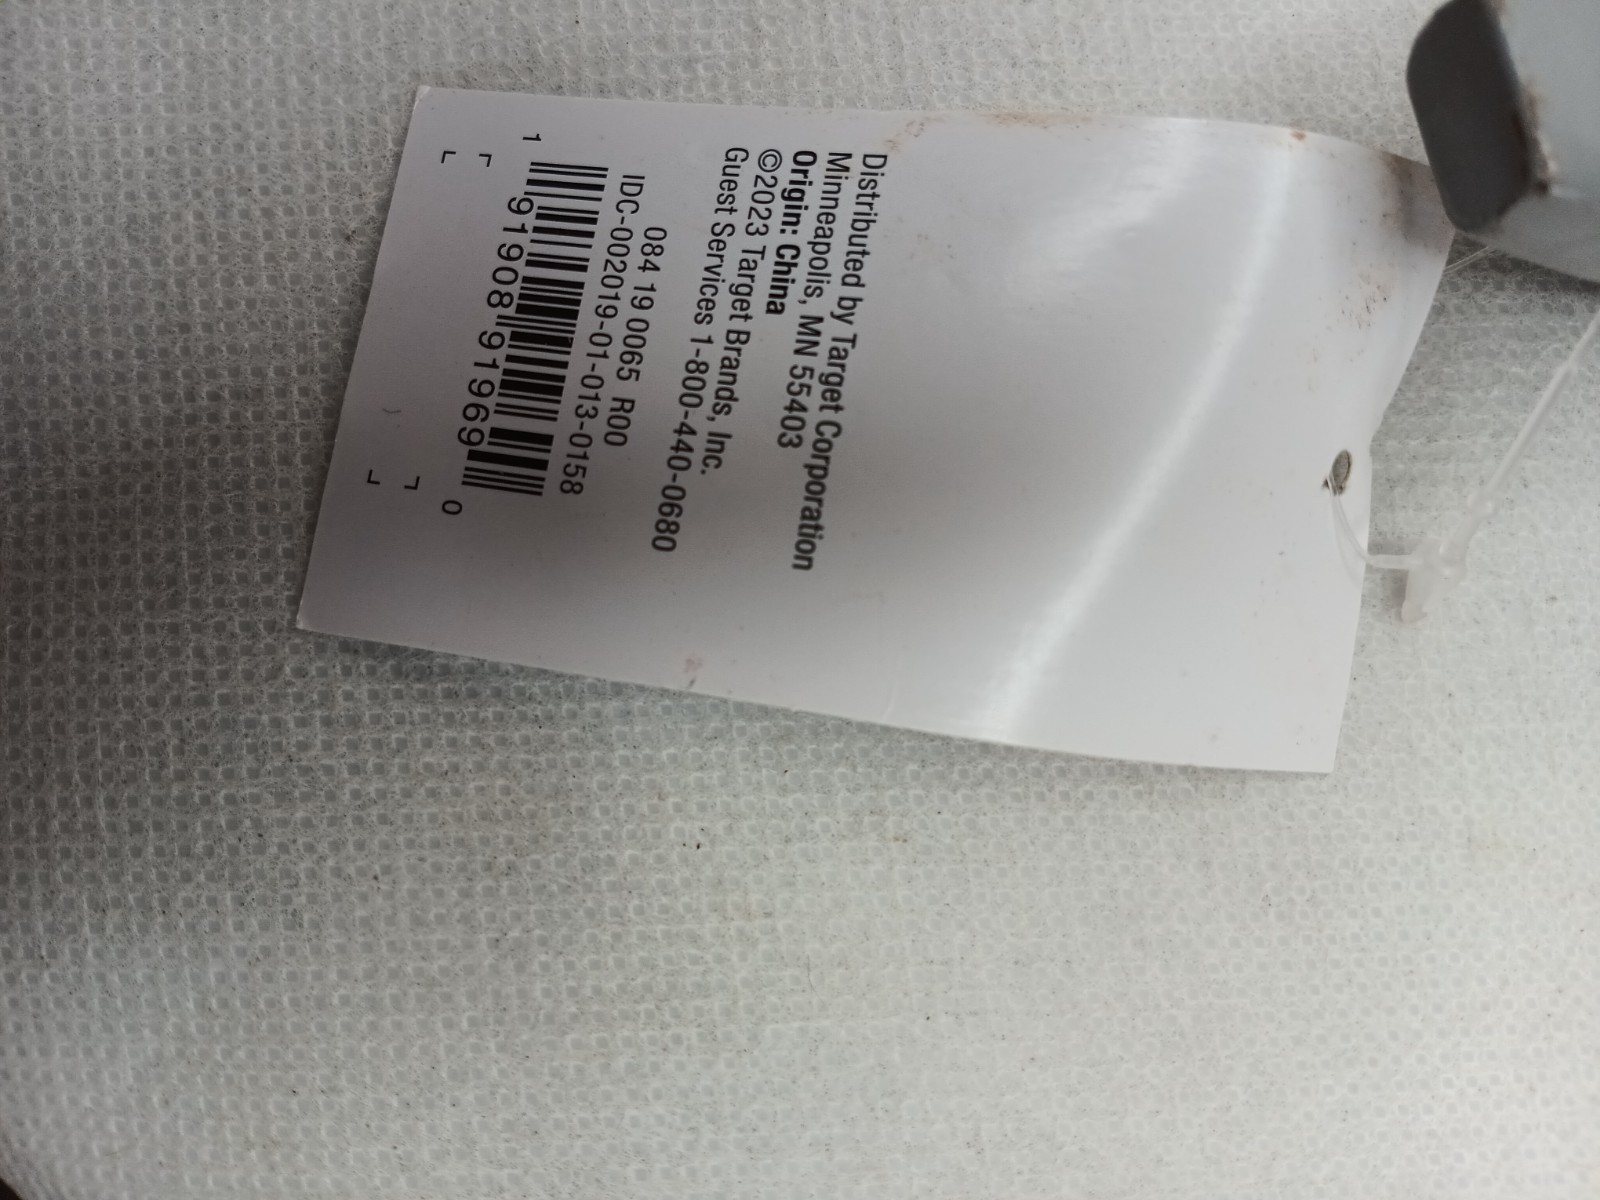 Distributed by Target Corporation
Minneapolis, MN 55403
Origin: China
©2023 Target Brands, Inc.
Guest Services 1-800-440-0680
084 19 0065 R00
IDC-002019-01-013-0158
1 91908 91969 0